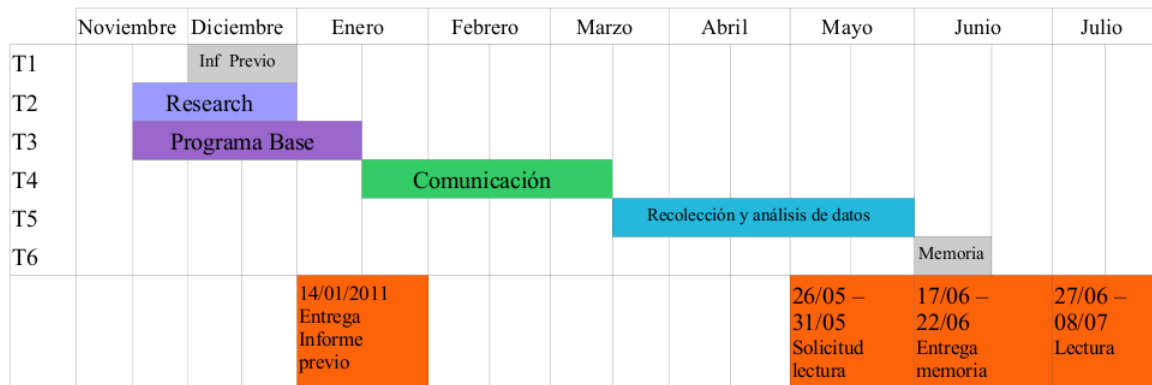 Noviembre Diciembre Enero Febrero Marzo Abril Mayo Junio Julio
T1 Inf Previo
T2 Research
T3 Programa Base
T4 Comunicación
T5 Recolección y análisis de datos
T6 Memoria
14/01/2011
Entrega
Informe
previo
26/05 –
31/05
Solicitud
lectura
17/06 –
22/06
Entrega
memoria
27/06 –
08/07
Lectura